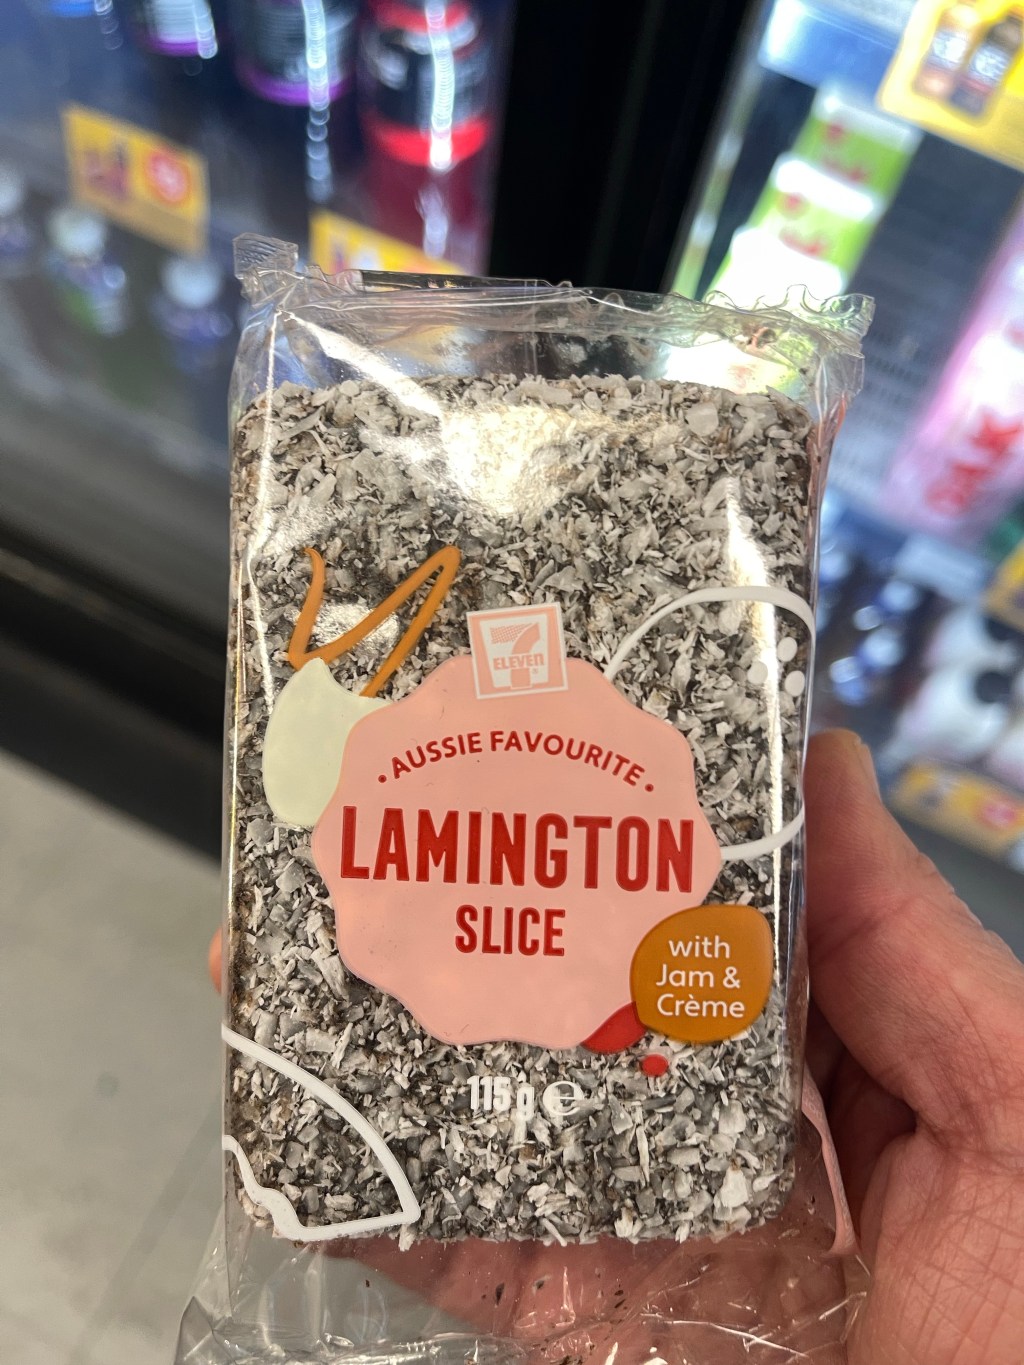 7
ELEVEN
·AUSSIE FAVOURITE·
LAMINGTON
SLICE
with
Jam &
Crème
115g ℮